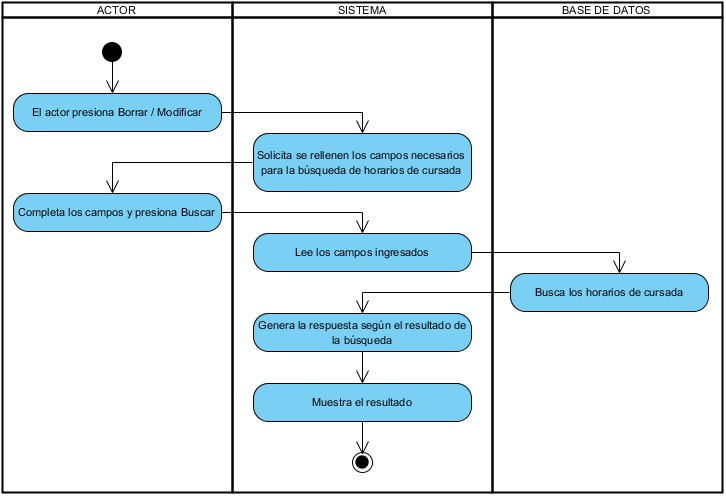 ACTOR
SISTEMA
BASE DE DATOS
El actor presiona Borrar / Modificar
Solicita se rellenen los campos necesarios
para la búsqueda de horarios de cursada
Completa los campos y presiona Buscar
Lee los campos ingresados
Busca los horarios de cursada
Genera la respuesta según el resultado de
la búsqueda
Muestra el resultado